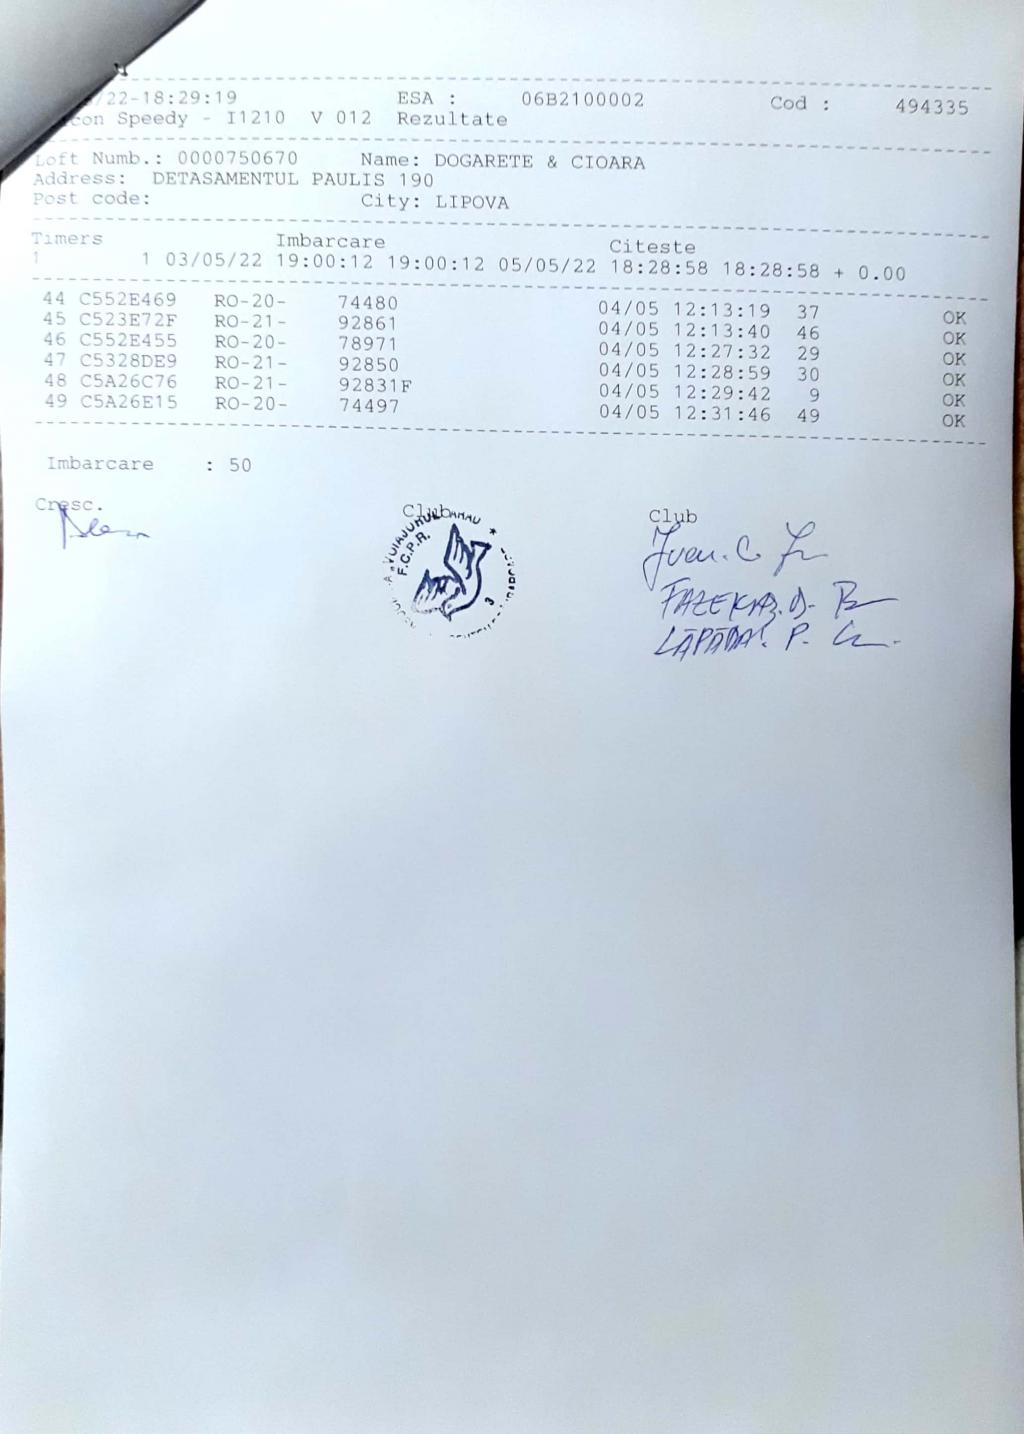 /22-18:29:19 ESA : 06B2100002 Cod : 494335
con Speedy - I1210 V 012 Rezultate
Loft Numb.: 0000750670 Name: DOGARETE & CIOARA
Address: DETASAMENTUL PAULIS 190
Post code: City: LIPOVA
Timers Imbarcare Citeste
1 1 03/05/22 19:00:12 19:00:12 05/05/22 18:28:58 18:28:58 + 0.00
44 C552E469 RO-20- 74480 04/05 12:13:19 37 OK
45 C523E72F RO-21- 92861 04/05 12:13:40 46 OK
46 C552E455 RO-20- 78971 04/05 12:27:32 29 OK
47 C5328DE9 RO-21- 92850 04/05 12:28:59 30 OK
48 C5A26C76 RO-21- 92831F 04/05 12:29:42 9 OK
49 C5A26E15 RO-20- 74497 04/05 12:31:46 49 OK
Imbarcare : 50
Cresc. Club Club
F.C.P.R.
3
FAZEKAS. D.
P.